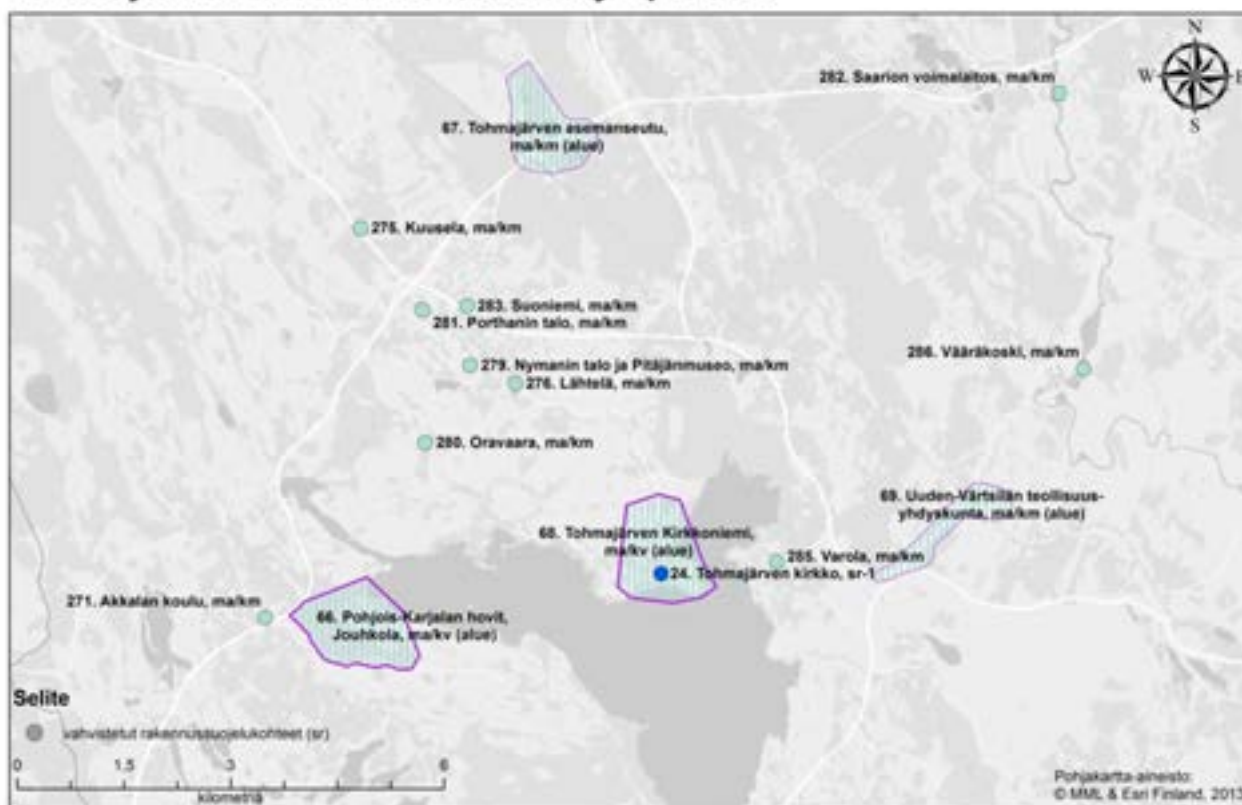 N
W
E
S
282. Saarion voimalaitos, ma/km
67. Tohmajärven asemanseutu,
ma/km (alue)
275. Kuusela, ma/km
283. Suoniemi, ma/km
281. Porthanin talo, ma/km
279. Nymanin talo ja Pitäjänmuseo, ma/km
276. Lähtelä, ma/km
286. Vääräkoski, ma/km
280. Oravaara, ma/km
69. Uuden-Värtsilän teollisuus-
yhdyskunta, ma/km (alue)
68. Tohmajärven Kirkkoniemi,
ma/kv (alue)
285. Varola, ma/km
24. Tohmajärven kirkko, sr-1
271. Akkalan koulu, ma/km
66. Pohjois-Karjalan hovit,
Jouhkola, ma/kv (alue)
Selite
vahvistetut rakennussuojelukohteet (sr)
0 1,5 3 6
kilometriä
Pohjakartta-aineisto:
© MML & Esri Finland, 2013